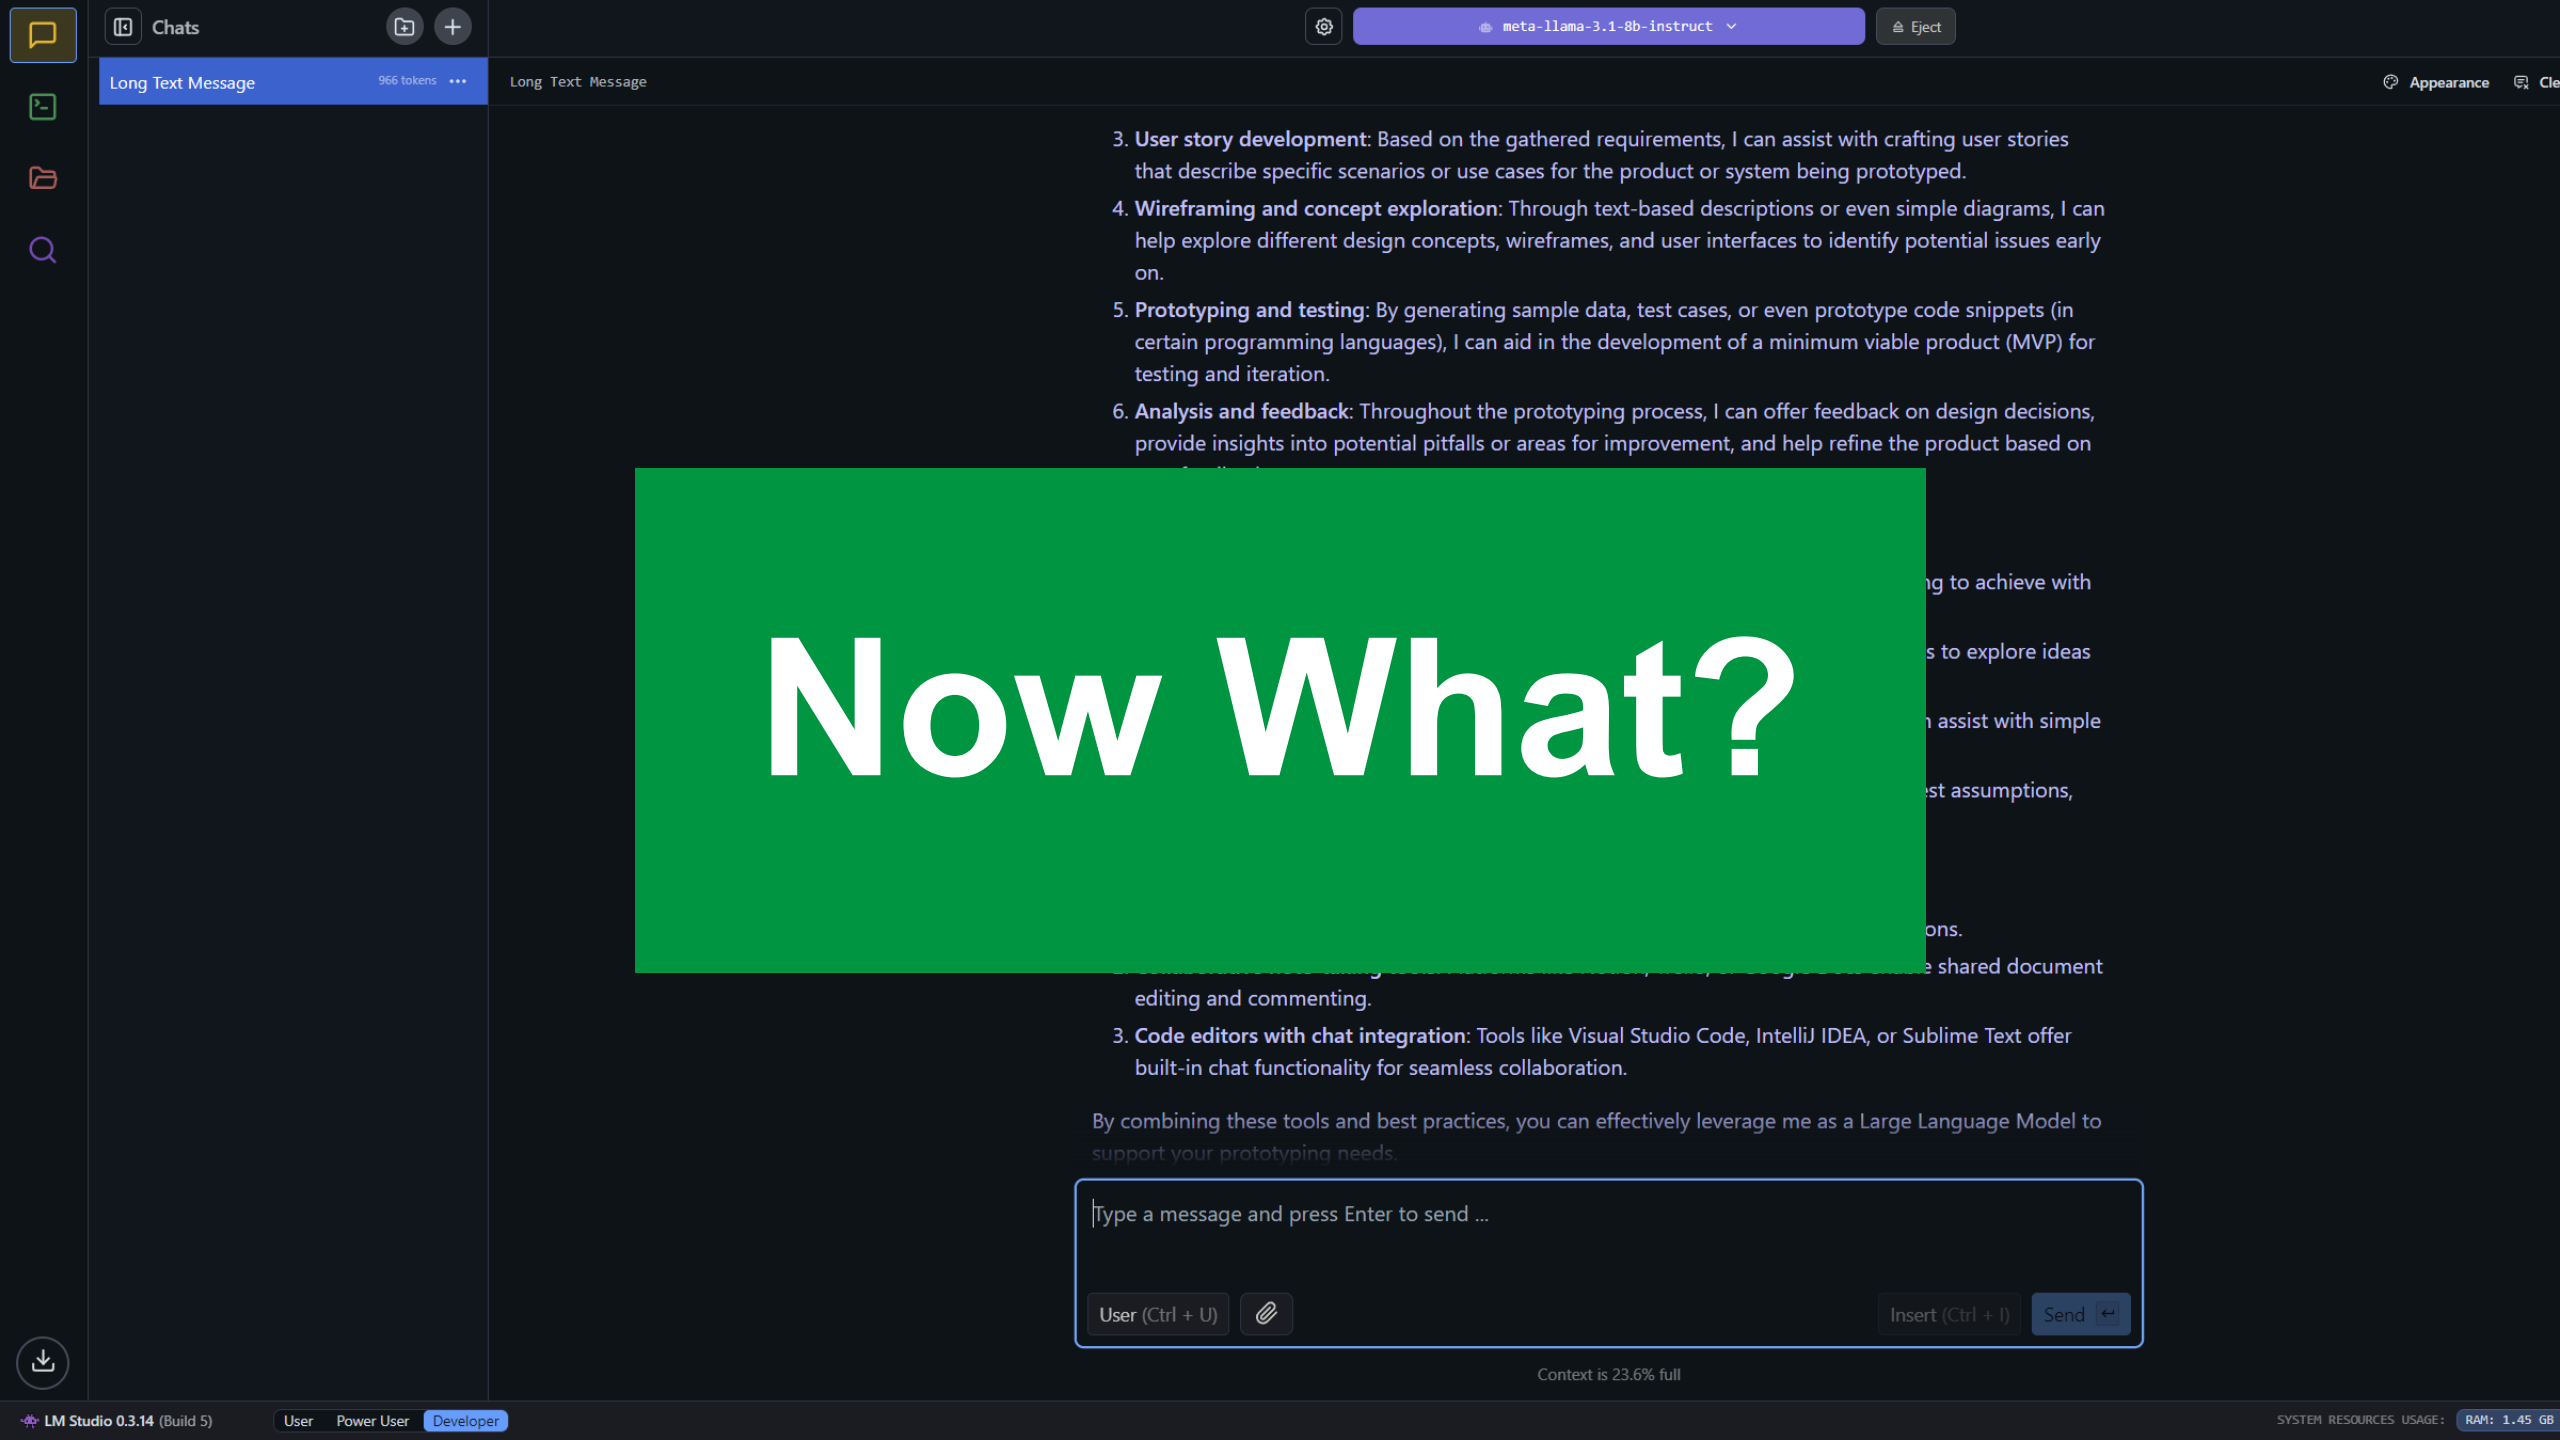 Chats
meta-llama-3.1-8b-instruct
Eject
Long Text Message
966 tokens
Long Text Message
Appearance
Cle
3. User story development: Based on the gathered requirements, I can assist with crafting user stories
that describe specific scenarios or use cases for the product or system being prototyped.
4. Wireframing and concept exploration: Through text-based descriptions or even simple diagrams, I can
help explore different design concepts, wireframes, and user interfaces to identify potential issues early
on.
5. Prototyping and testing: By generating sample data, test cases, or even prototype code snippets (in
certain programming languages), I can aid in the development of a minimum viable product (MVP) for
testing and iteration.
6. Analysis and feedback: Throughout the prototyping process, I can offer feedback on design decisions,
provide insights into potential pitfalls or areas for improvement, and help refine the product based on
to achieve with
to explore ideas
Now What?
assist with simple
assumptions,
shared document
editing and commenting.
3. Code editors with chat integration: Tools like Visual Studio Code, IntelliJ IDEA, or Sublime Text offer
built-in chat functionality for seamless collaboration.
By combining these tools and best practices, you can effectively leverage me as a Large Language Model to
support your prototyping needs.
Type a message and press Enter to send ...
User (Ctrl + U)
Insert (Ctrl + I)
Send
Context is 23.6% full
LM Studio 0.3.14 (Build 5)
User
Power User
Developer
SYSTEM RESOURCES USAGE:
RAM: 1.45 GB